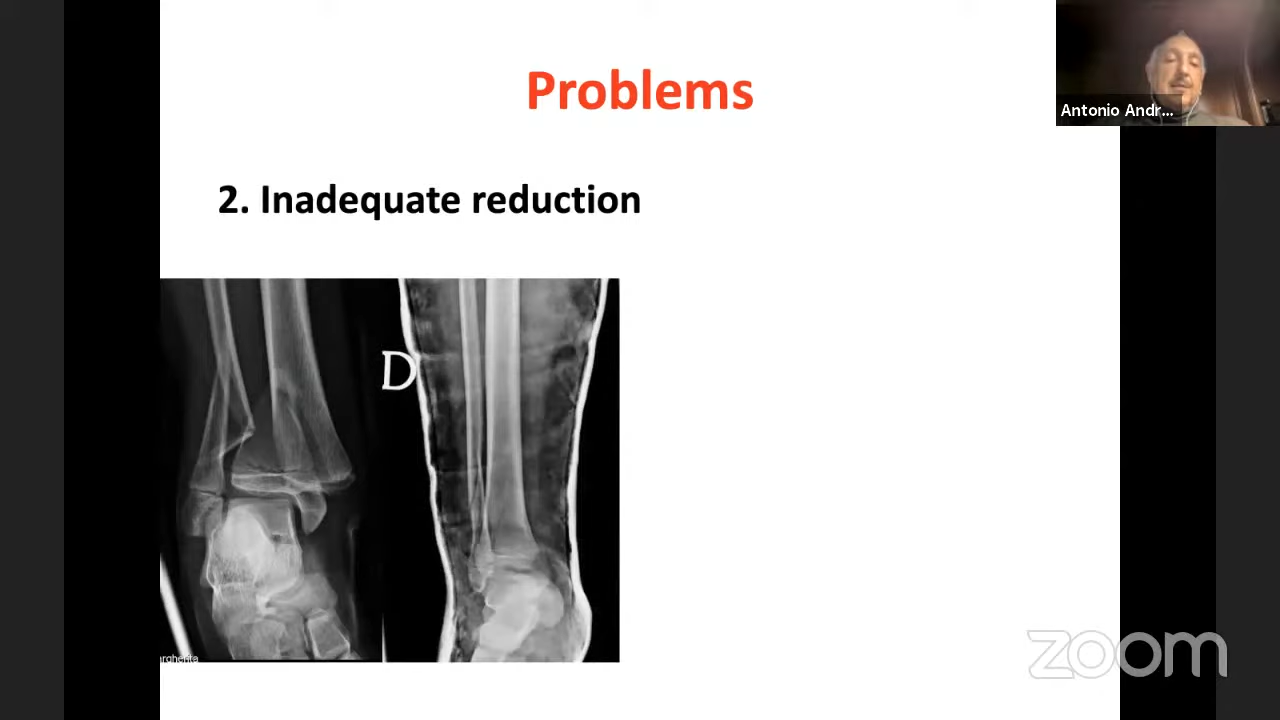 Problems
Antonio Andr...
2. Inadequate reduction
D
zoom